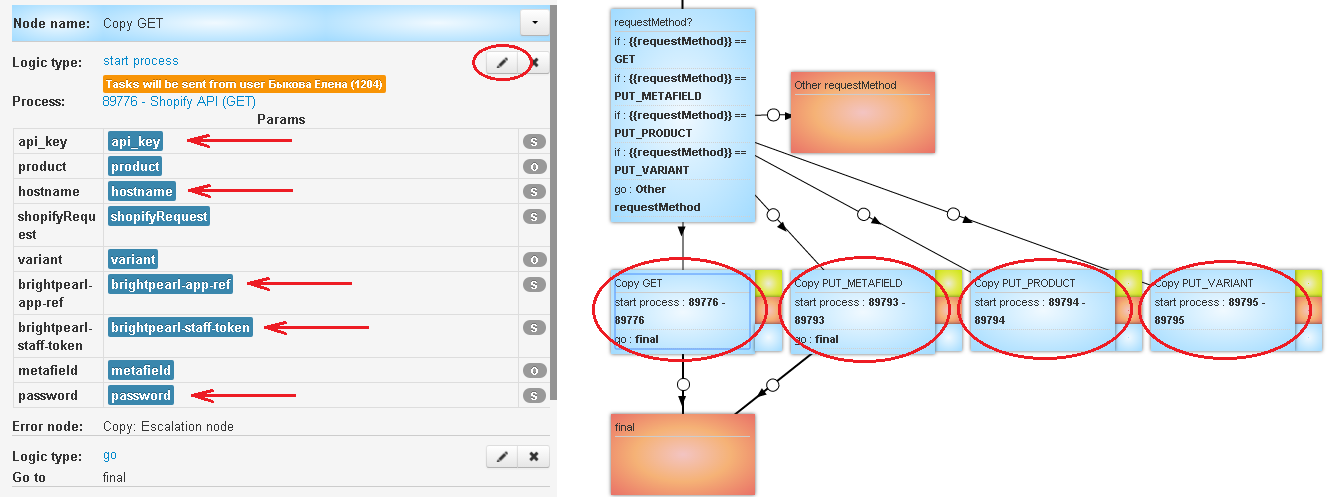 Node name: Copy GET
Logic type: start process
Tasks will be sent from user Быкова Елена (1204)
Process: 89776 - Shopify API (GET)
Params
api_key api_key S
product product O
hostname hostname S
shopifyRequ
est shopifyRequest S
variant variant O
brightpearl-
app-ref brightpearl-app-ref S
brightpearl-
staff-token brightpearl-staff-token S
metafield metafield O
password password S
Error node: Copy: Escalation node
Logic type: go
Go to final
requestMethod?
if : {{requestMethod}} ==
GET
if : {{requestMethod}} ==
PUT_METAFIELD
if : {{requestMethod}} ==
PUT_PRODUCT
if : {{requestMethod}} ==
PUT_VARIANT
go : Other
requestMethod
Other requestMethod
Copy GET
start process : 89776 -
89776
go : final
Copy PUT_METAFIELD
start process : 89793 -
89793
go : final
Copy PUT_PRODUCT
start process : 89794 -
89794
Copy PUT_VARIANT
start process : 89795 -
89795
final